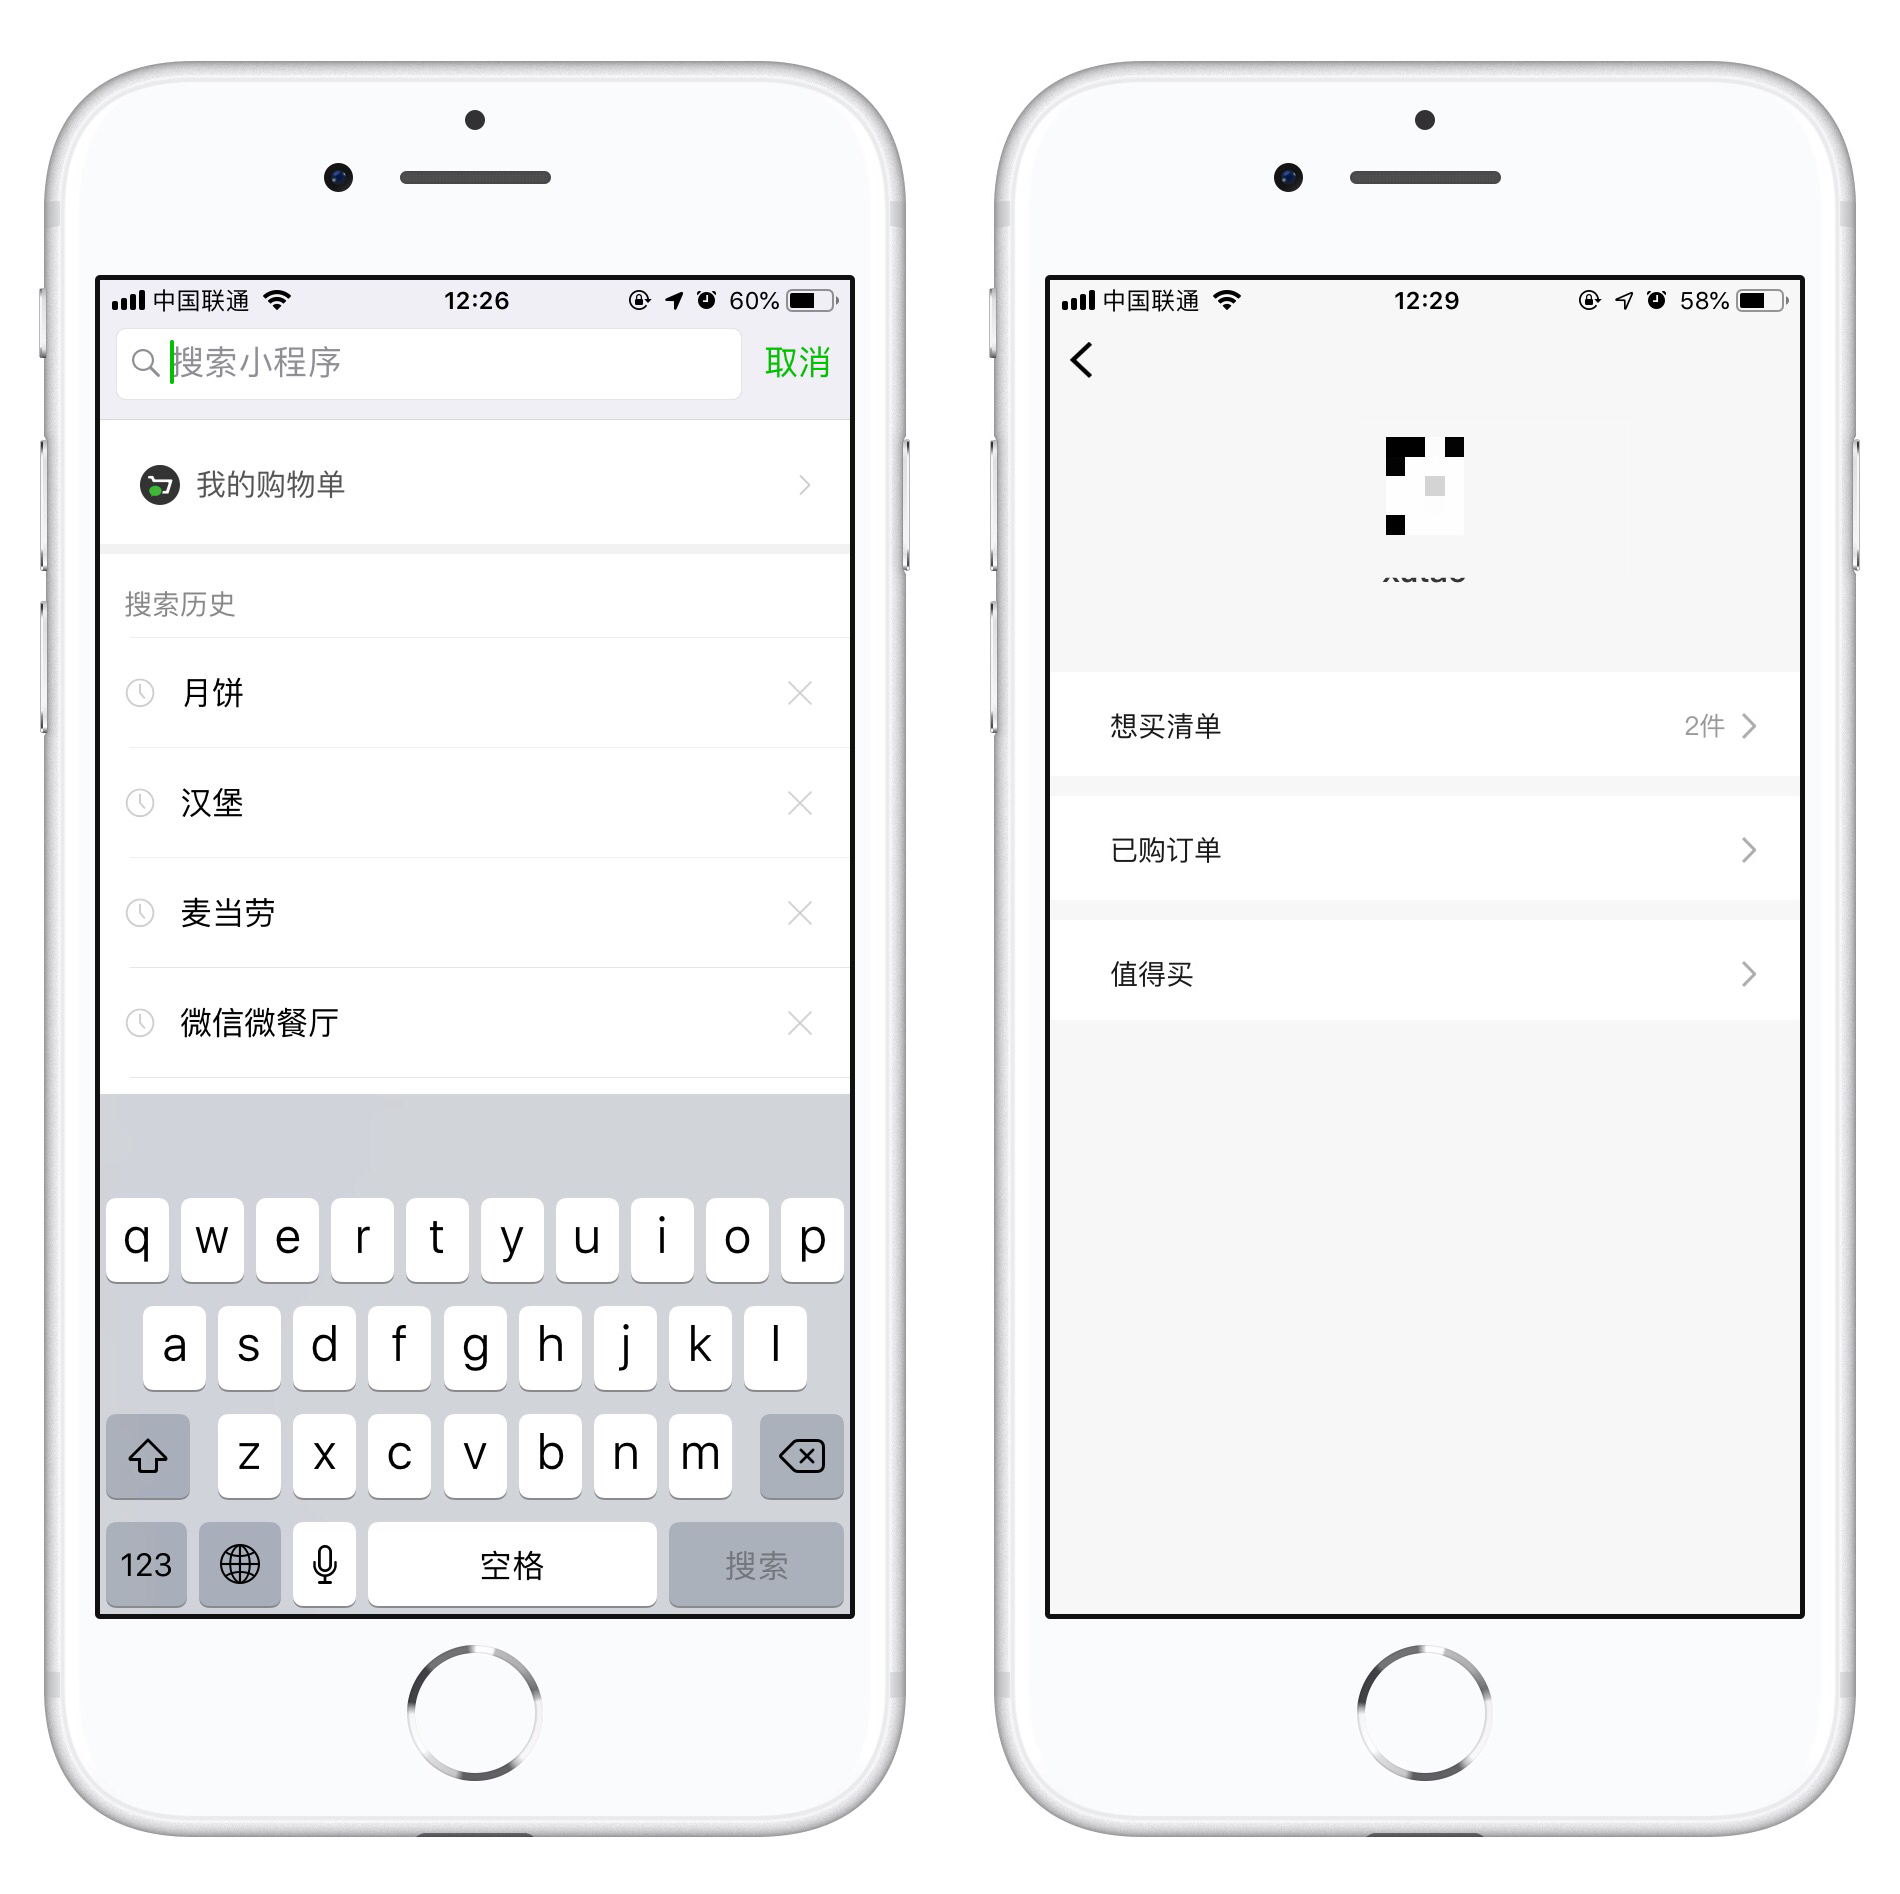 中国联通 12:26 60%
搜索小程序 取消
我的购物单
搜索历史
月饼
汉堡
麦当劳
微信微餐厅
q w e r t y u i o p
a s d f g h j k l
z x c v b n m
123 空格 搜索
中国联通 12:29 58%
想买清单 2件
已购订单
值得买